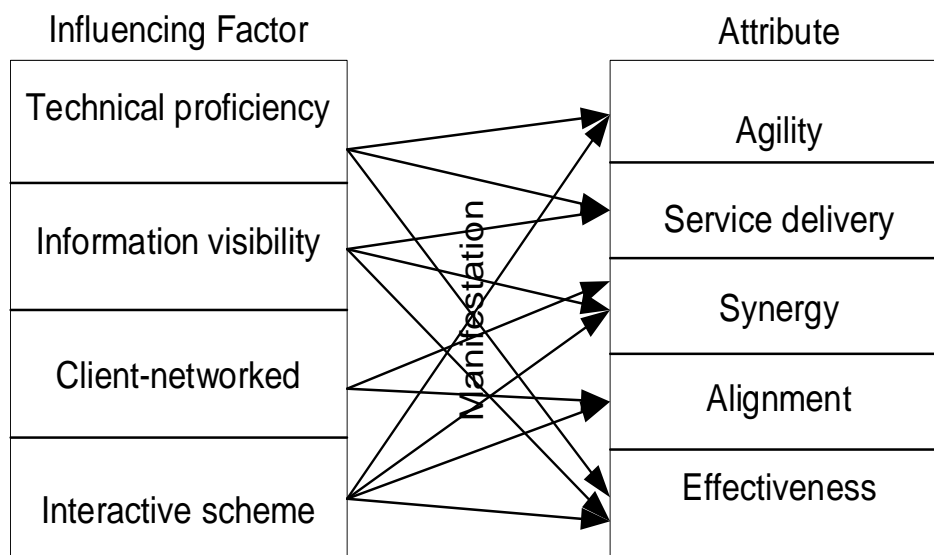 Influencing Factor
Attribute
Technical proficiency
Agility
Information visibility
Service delivery
Manifestation
Synergy
Client-networked
Alignment
Interactive scheme
Effectiveness